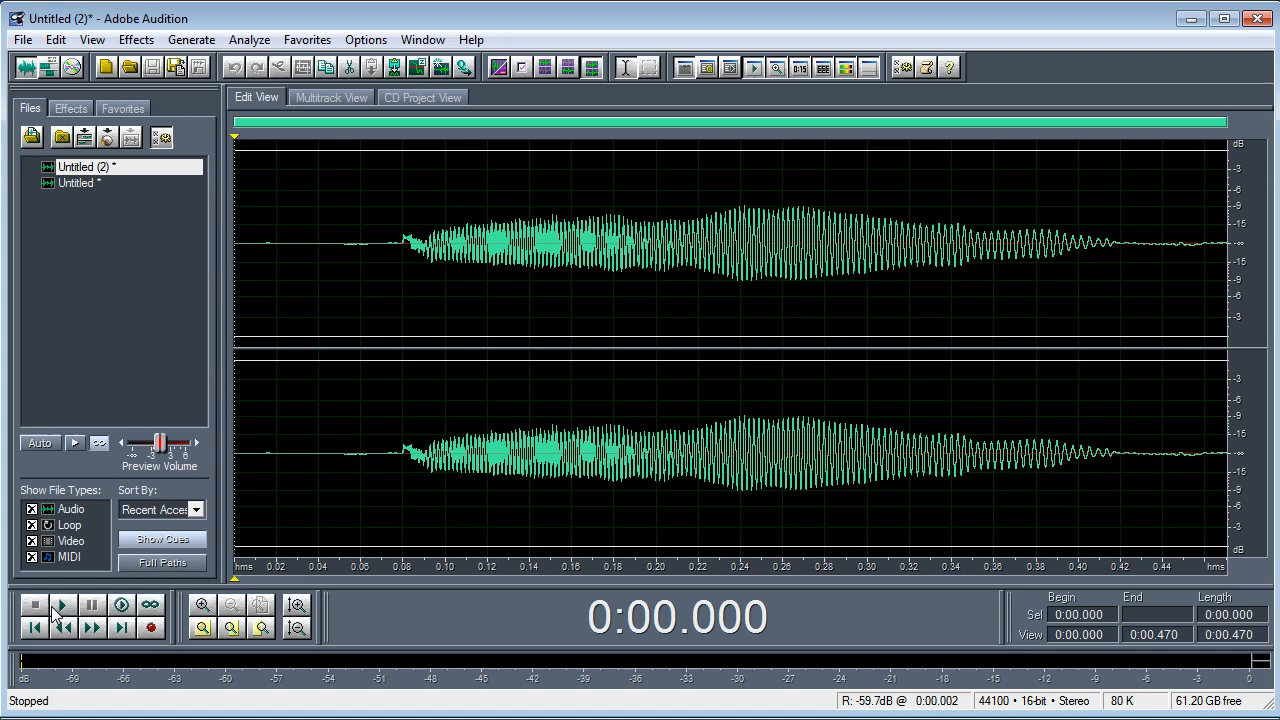 Untitled (2)* - Adobe Audition
File Edit View Effects Generate Analyze Favorites Options Window Help
Files Effects Favorites
Edit View Multitrack View CD Project View
Untitled (2) *
Untitled *
dB
-3
-6
-9
-15
-∞
-15
-9
-6
-3
-3
-6
-9
-15
-∞
-15
-9
-6
-3
dB
hms 0.02 0.04 0.06 0.08 0.10 0.12 0.14 0.16 0.18 0.20 0.22 0.24 0.26 0.28 0.30 0.32 0.34 0.36 0.38 0.40 0.42 0.44 hms
Auto
-∞ -3 3 6
Preview Volume
Show File Types: Sort By:
Audio
Loop
Video
MIDI
Recent Acces
Show Cues
Full Paths
0:00.000
Begin End Length
Sel 0:00.000 0:00.000
View 0:00.000 0:00.470 0:00.470
dB -69 -66 -63 -60 -57 -54 -51 -48 -45 -42 -39 -36 -33 -30 -27 -24 -21 -18 -15 -12 -9 -6 -3 0
Stopped R: -59.7dB @ 0:00.002 44100 • 16-bit • Stereo 80 K 61.20 GB free